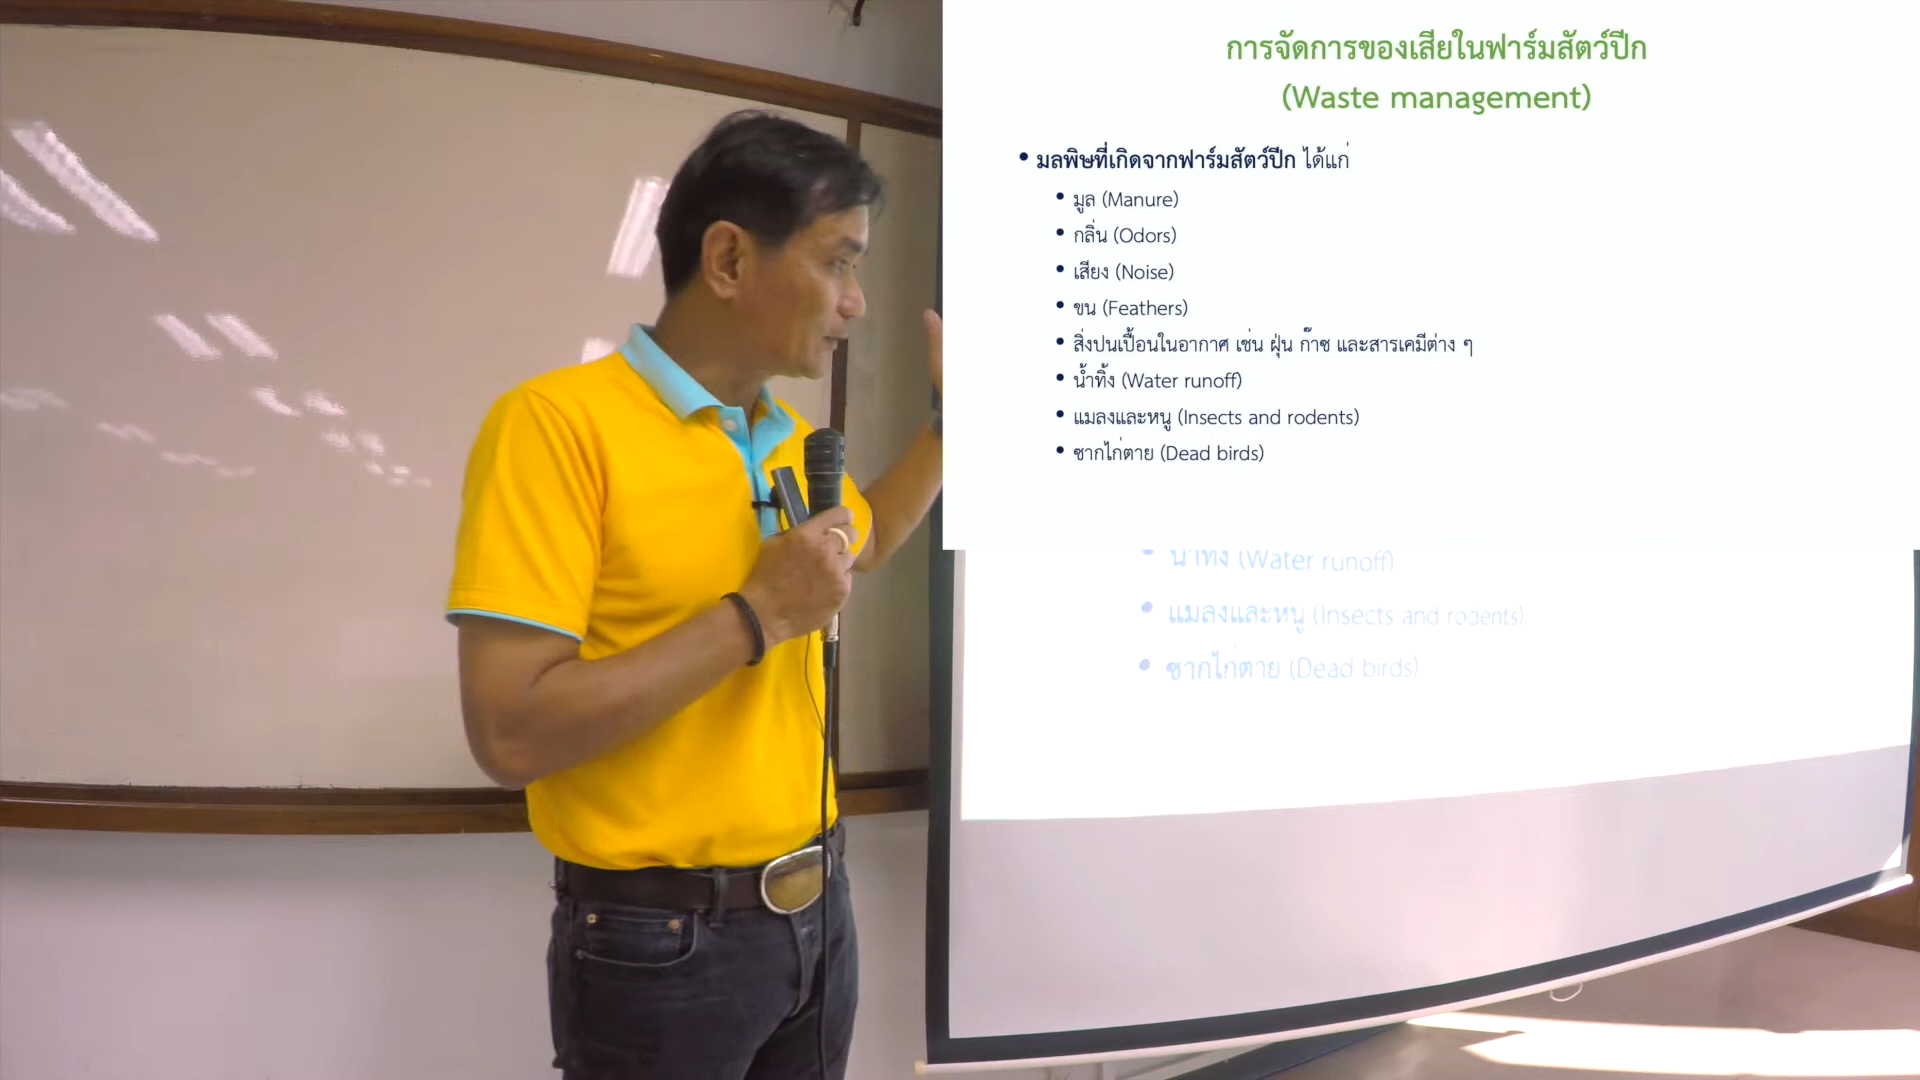 การจัดการของเสียในฟาร์มสัตว์ปีก
(Waste management)
• มลพิษที่เกิดจากฟาร์มสัตว์ปีก ได้แก่
• มูล (Manure)
• กลิ่น (Odors)
• เสียง (Noise)
• ขน (Feathers)
• สิ่งปนเปื้อนในอากาศ เช่น ฝุ่น ก๊าซ และสารเคมีต่าง ๆ
• น้ำทิ้ง (Water runoff)
• แมลงและหนู (Insects and rodents)
• ซากไก่ตาย (Dead birds)
• น้ำทิ้ง (Water runoff)
• แมลงและหนู (Insects and rodents)
• ซากไก่ตาย (Dead birds)